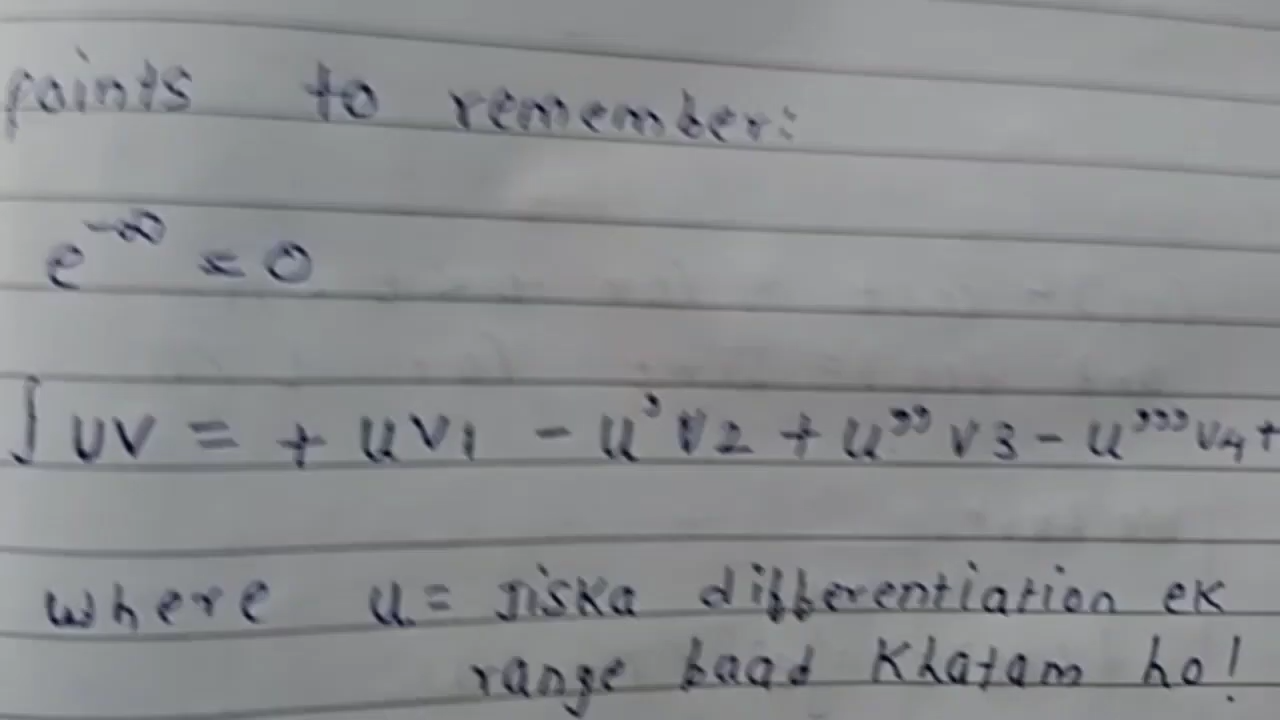 points to remember:
e^-∞ = 0
∫ uv = + uv1 - u'v2 + u''v3 - u'''v4 +
where u = jiska differentiation ek
range baad khatam ho!